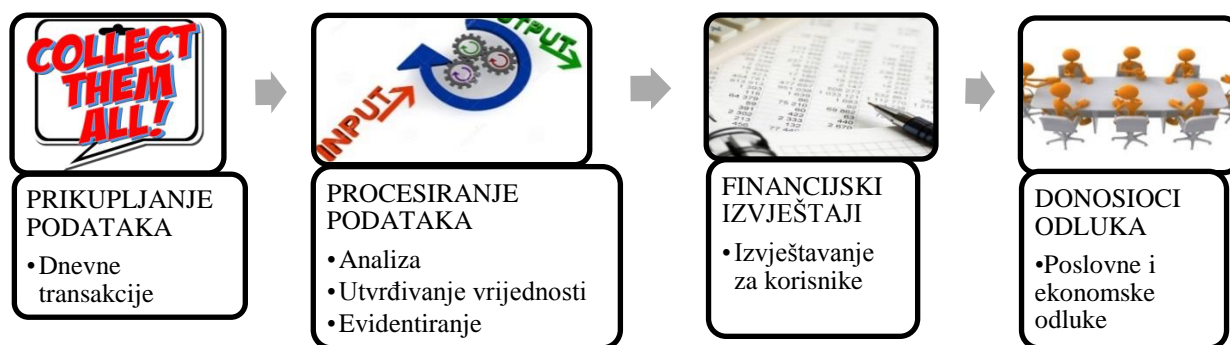 COLLECT
THEM
ALL!
INPUT
PRIKUPLJANJE
PODATAKA
•Dnevne
transakcije
PROCESIRANJE
PODATAKA
•Analiza
•Utvrđivanje vrijednosti
•Evidentiranje
FINANCIJSKI
IZVJEŠTAJI
•Izvještavanje
za korisnike
DONOSIOCI
ODLUKA
•Poslovne i
ekonomske
odluke